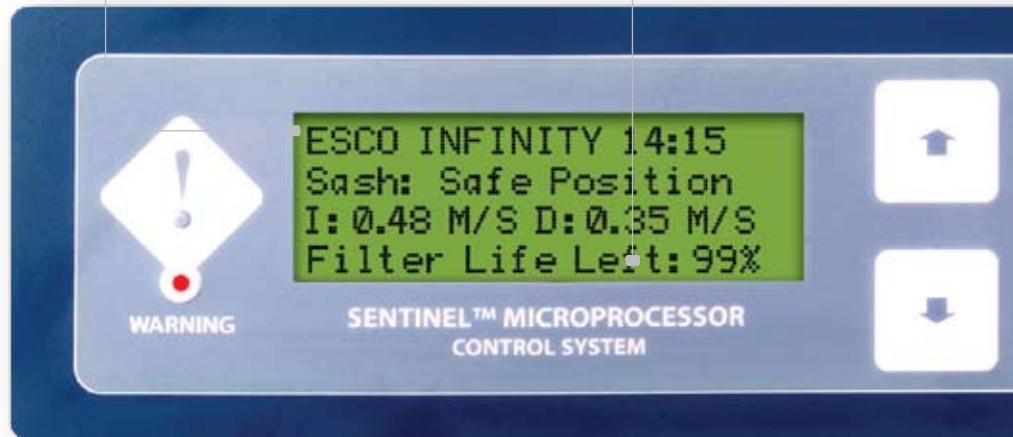 ESCO INFINITY 14:15
Sash: Safe Position
I: 0.48 M/S D: 0.35 M/S
Filter Life Left: 99%
WARNING
SENTINEL™ MICROPROCESSOR
CONTROL SYSTEM